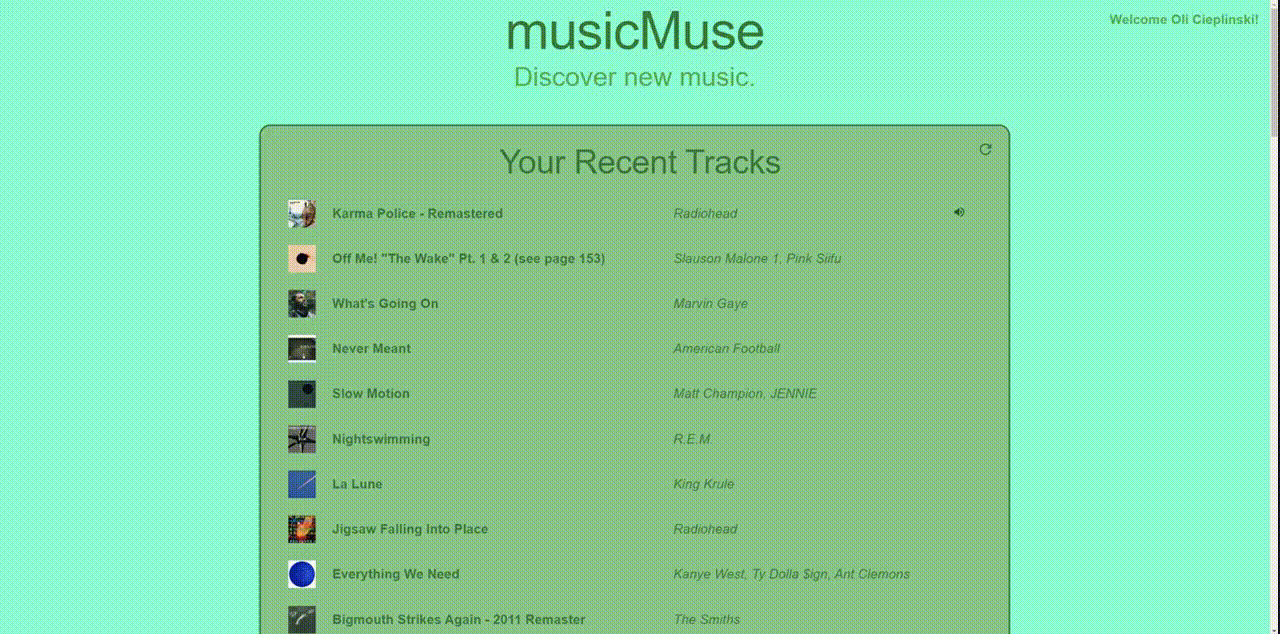 musicMuse
Welcome Oli Cieplinski!
Discover new music.
Your Recent Tracks
Karma Police - Remastered Radiohead
Off Me! "The Wake" Pt. 1 & 2 (see page 153) Slauson Malone 1, Pink Siifu
What's Going On Marvin Gaye
Never Meant American Football
Slow Motion Matt Champion, JENNIE
Nightswimming R.E.M.
La Lune King Krule
Jigsaw Falling Into Place Radiohead
Everything We Need Kanye West, Ty Dolla $ign, Ant Clemons
Bigmouth Strikes Again - 2011 Remaster The Smiths